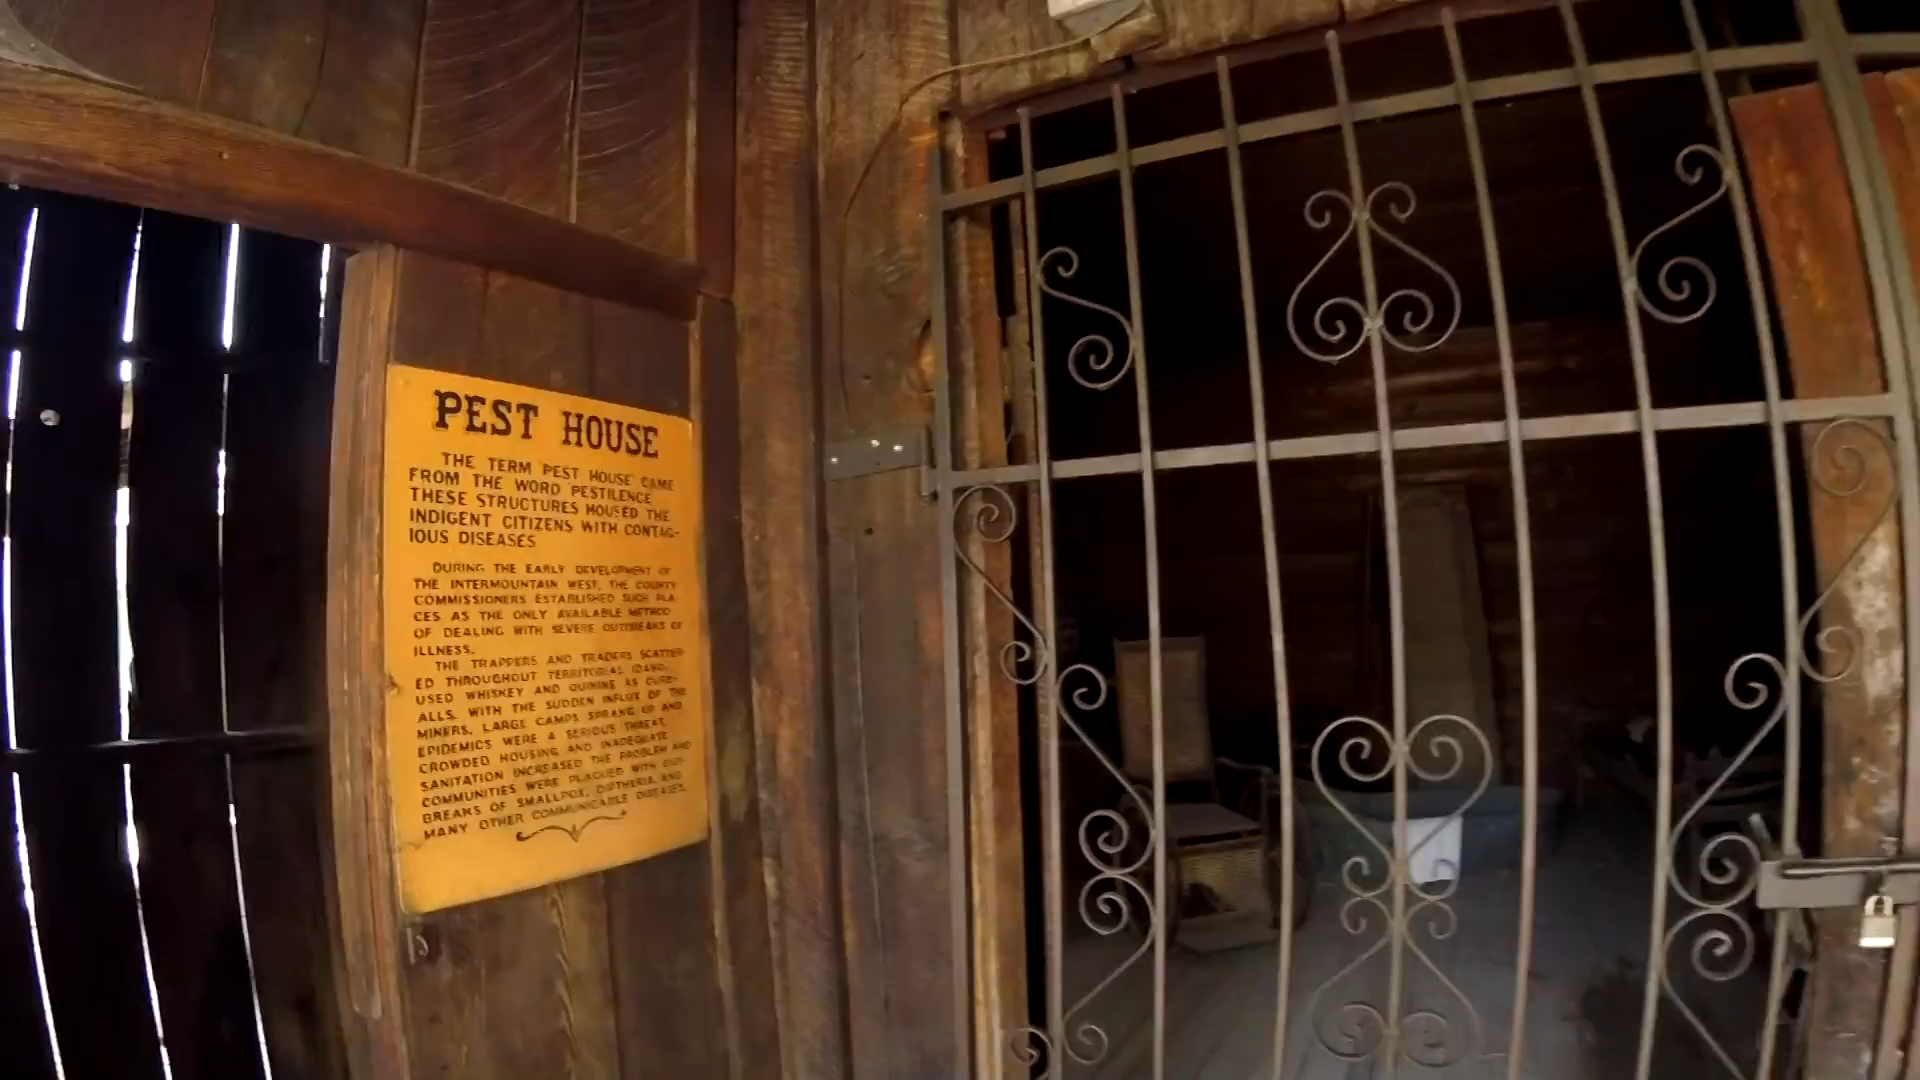 PEST HOUSE
THE TERM PEST HOUSE CAME
FROM THE WORD PESTILENCE
THESE STRUCTURES HOUSED THE
INDIGENT CITIZENS WITH CONTAG-
IOUS DISEASES
DURING THE EARLY DEVELOPMENT OF
THE INTERMOUNTAIN WEST, THE COUNTY
COMMISSIONERS ESTABLISHED SUCH PLA-
CES AS THE ONLY AVAILABLE METHOD
OF DEALING WITH SEVERE OUTBREAKS OF
ILLNESS.
THE TRAPPERS AND TRADERS SCATTER-
ED THROUGHOUT TERRITORIAL IDAHO,
USED WHISKEY AND QUININE AS CURE-
ALLS. WITH THE SUDDEN INFLUX OF THE
MINERS, LARGE CAMPS SPRANG UP AND
EPIDEMICS WERE A SERIOUS THREAT.
CROWDED HOUSING AND INADEQUATE
SANITATION INCREASED THE PROBLEM AND
COMMUNITIES WERE PLAGUED WITH OUT-
BREAKS OF SMALLPOX, DIPTHERIA AND
MANY OTHER COMMUNICABLE DISEASES.